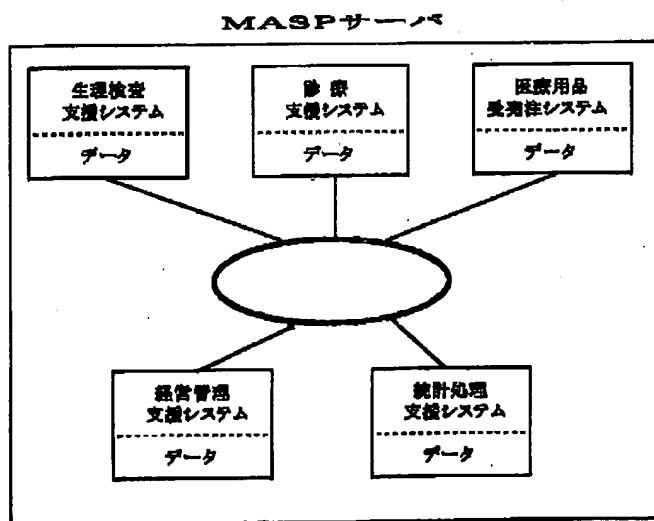 MASPサーバ
生理検査
支援システム
データ
診療
支援システム
データ
医療用品
受発注システム
データ
経営管理
支援システム
データ
統計処理
支援システム
データ